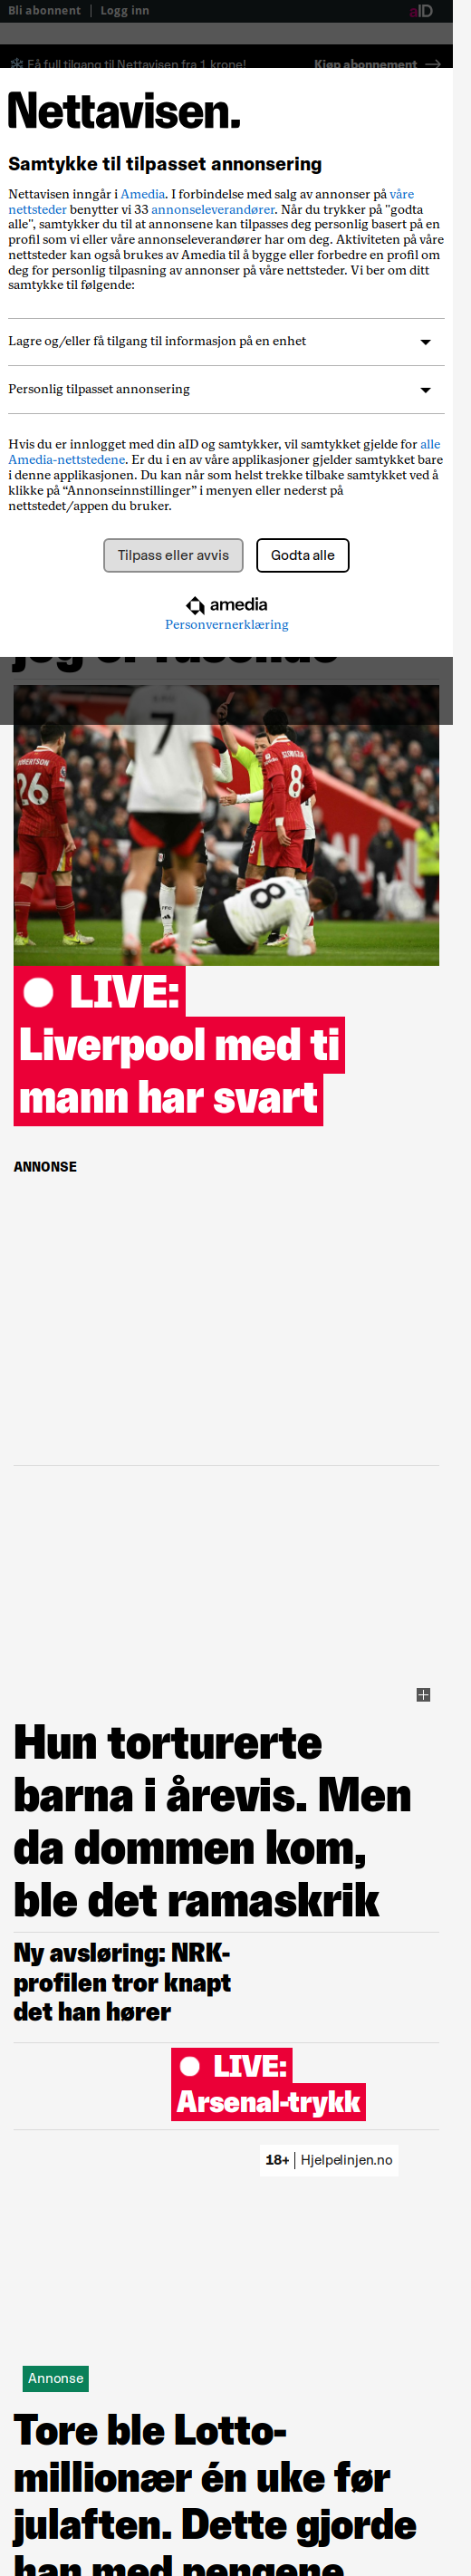 Bli abonnent | Logg inn
aID
Få full tilgang til Nettavisen fra 1 krone!
Kjøp abonnement
Nettavisen.
Samtykke til tilpasset annonsering
Nettavisen inngår i Amedia. I forbindelse med salg av annonser på våre
nettsteder benytter vi 33 annonseleverandører. Når du trykker på "godta
alle", samtykker du til at annonsene kan tilpasses deg personlig basert på en
profil som vi eller våre annonseleverandører har om deg. Aktiviteten på våre
nettsteder kan også brukes av Amedia til å bygge eller forbedre en profil om
deg for personlig tilpasning av annonser på våre nettsteder. Vi ber om ditt
samtykke til følgende:
Lagre og/eller få tilgang til informasjon på en enhet
Personlig tilpasset annonsering
Hvis du er innlogget med din aID og samtykker, vil samtykket gjelde for alle
Amedia-nettstedene. Er du i en av våre applikasjoner gjelder samtykket bare
i denne applikasjonen. Du kan når som helst trekke tilbake samtykket ved å
klikke på “Annonseinnstillinger” i menyen eller nederst på
nettstedet/appen du bruker.
Tilpass eller avvis
Godta alle
amedia
Personvernerklæring
7
ROBERTSON
26
8
8
LIVE:
Liverpool med ti
mann har svart
ANNONSE
Hun torturerte
barna i årevis. Men
da dommen kom,
ble det ramaskrik
Ny avsløring: NRK-
profilen tror knapt
det han hører
LIVE:
Arsenal-trykk
18+ | Hjelpelinjen.no
Annonse
Tore ble Lotto-
millionær én uke før
julaften. Dette gjorde
han med pengene